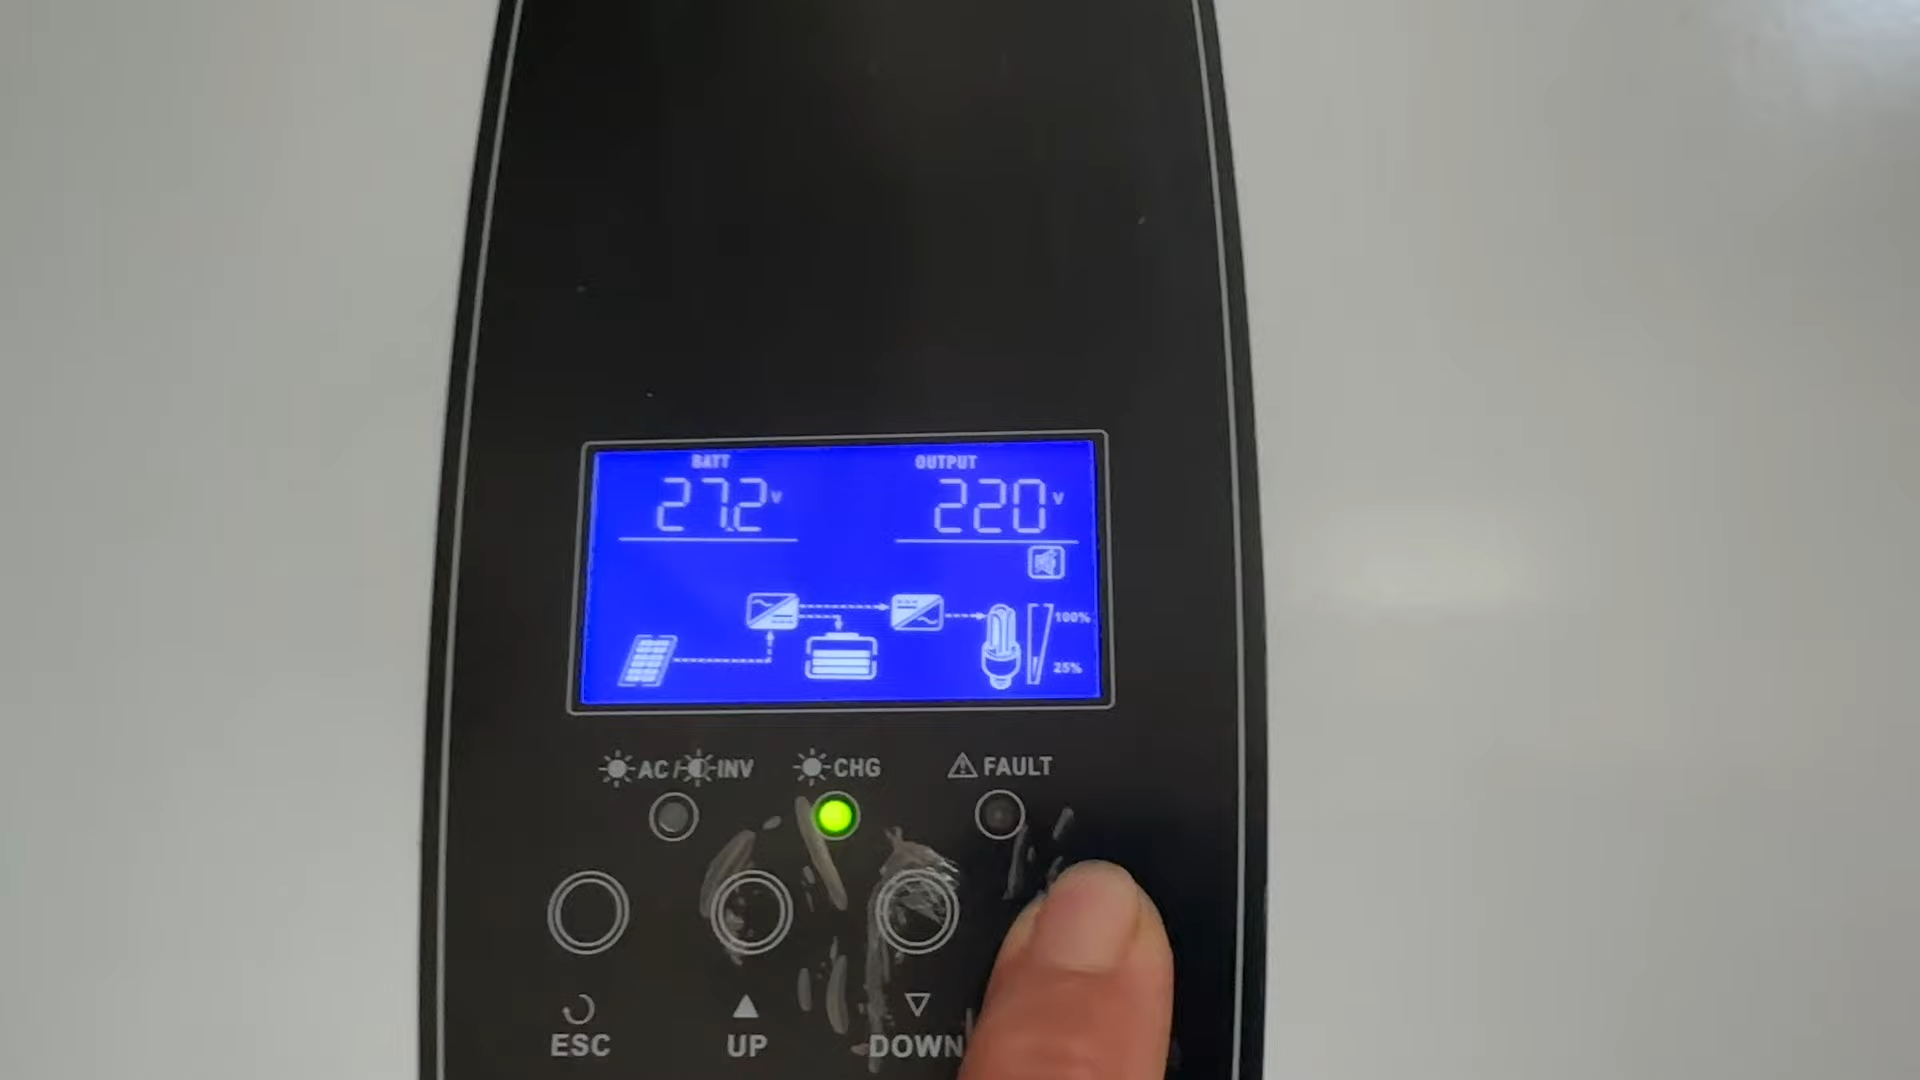 BATT OUTPUT
27.2V 220V
100%
25%
AC / INV CHG FAULT
ESC UP DOWN